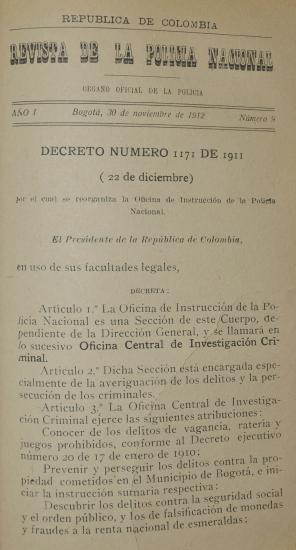 REPUBLICA DE COLOMBIA
REVISTA DE LA POLICIA NACIONAL
ORGANO OFICIAL DE LA POLICIA
AÑO I Bogotá, 30 de noviembre de 1912 Número 9
DECRETO NUMERO 1171 DE 1911
( 22 de diciembre)
por el cual se reorganiza la Oficina de Instrucción de la Policía
Nacional.
El Presidente de la República de Colombia,
en uso de sus facultades legales,
DECRETA:
Artículo 1.° La Oficina de Instrucción de la Po-
licía Nacional es una Sección de este Cuerpo, de-
pendiente de la Dirección General, y se llamará en
lo sucesivo Oficina Central de Investigación Cri-
minal.
Artículo 2.° Dicha Sección está encargada espe-
cialmente de la averiguación de los delitos y la per-
secución de los criminales.
Artículo 3.° La Oficina Central de Investiga-
ción Criminal ejerce las siguientes atribuciones:
Conocer de los delitos de vagancia, ratería y
juegos prohibidos, conforme al Decreto ejecutivo
número 20 de 17 de enero de 1910;
Prevenir y perseguir los delitos contra la pro-
piedad cometidos en el Municipio de Bogotá, e ini-
ciar la instrucción sumaria respectiva;
Descubrir los delitos contra la seguridad social
y el orden público, y los de falsificación de monedas
y fraudes a la renta nacional de esmeraldas;